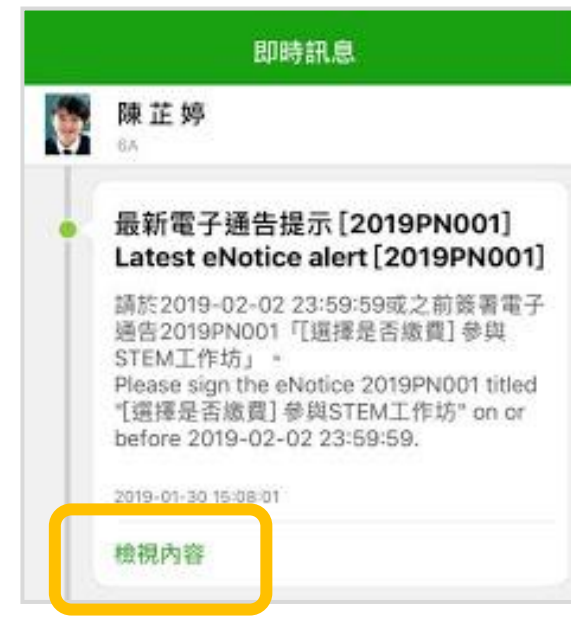 即時訊息
陳芷婷
6A
最新電子通告提示 [2019PN001]
Latest eNotice alert [2019PN001]
請於2019-02-02 23:59:59或之前簽署電子
通告2019PN001「[選擇是否繳費] 參與
STEM工作坊」。
Please sign the eNotice 2019PN001 titled
"[選擇是否繳費] 參與STEM工作坊" on or
before 2019-02-02 23:59:59.
2019-01-30 15:08:01
檢視內容